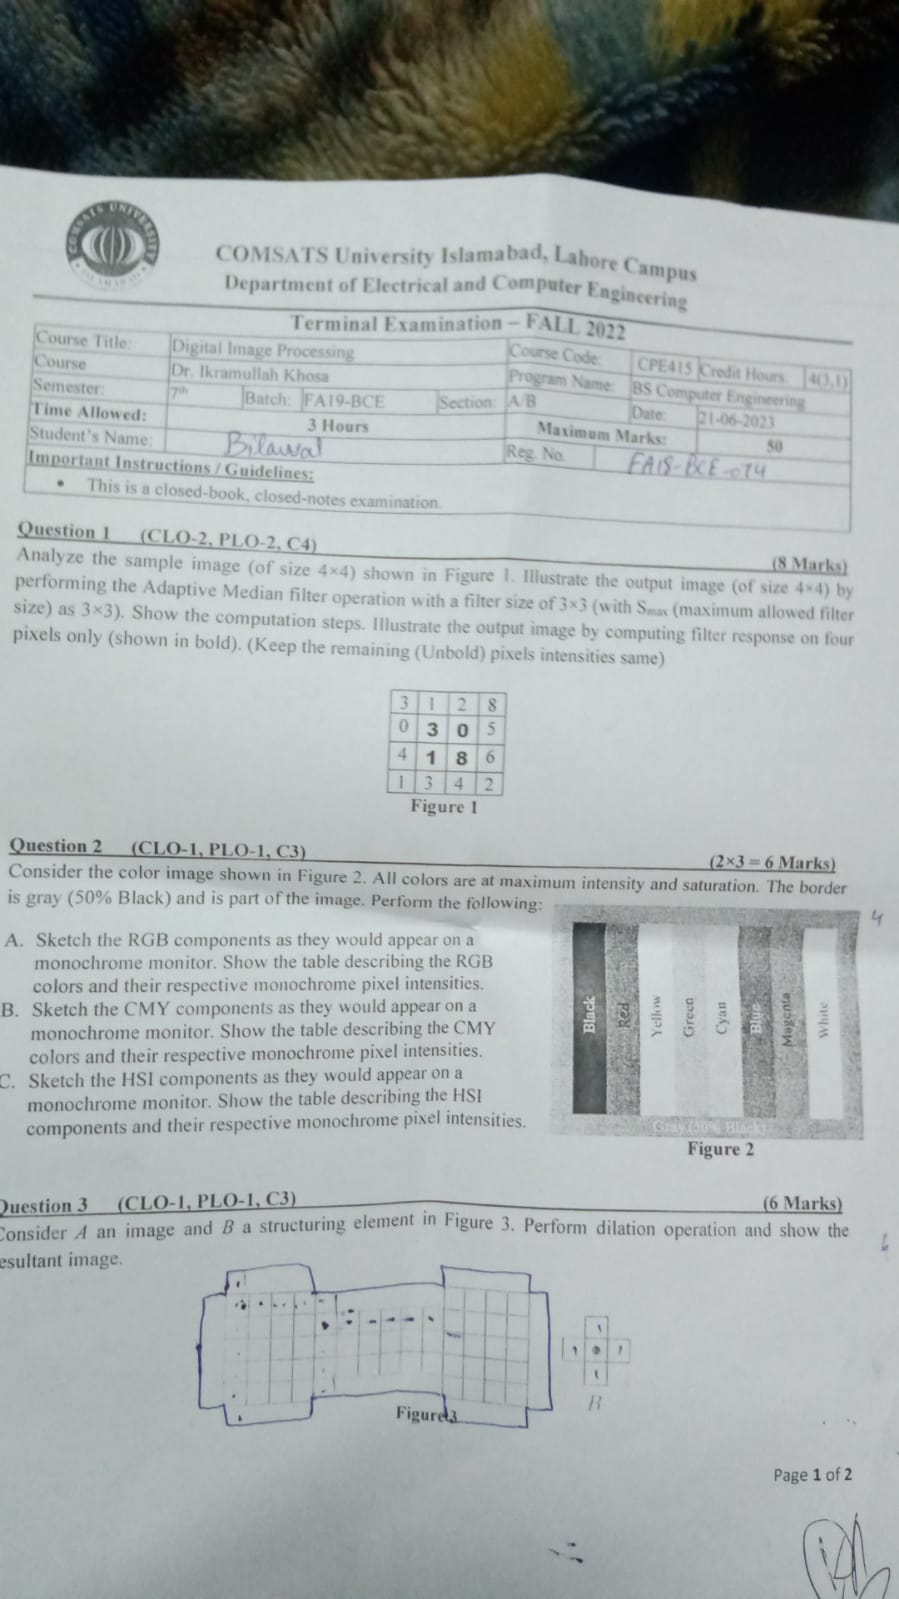 COMSATS UNIVERSITY
COMSATS University Islamabad, Lahore Campus
Department of Electrical and Computer Engineering
Terminal Examination – FALL 2022
Course Title: Digital Image Processing Course Code: CPE415 Credit Hours: 4(3,1)
Course Dr. Ikramullah Khosa Program Name: BS Computer Engineering
Semester: 7th Batch: FA19-BCE Section: A/B Date: 21-06-2023
Time Allowed: 3 Hours Maximum Marks: 50
Student's Name: Bilawal Reg. No. FA18-BCE-074
Important Instructions / Guidelines:
• This is a closed-book, closed-notes examination.
Question 1 (CLO-2, PLO-2, C4) (8 Marks)
Analyze the sample image (of size 4×4) shown in Figure 1. Illustrate the output image (of size 4×4) by
performing the Adaptive Median filter operation with a filter size of 3×3 (with Smax (maximum allowed filter
size) as 3×3). Show the computation steps. Illustrate the output image by computing filter response on four
pixels only (shown in bold). (Keep the remaining (Unbold) pixels intensities same)
3 1 2 8
0 3 0 5
4 1 8 6
1 3 4 2
Figure 1
Question 2 (CLO-1, PLO-1, C3) (2×3 = 6 Marks)
Consider the color image shown in Figure 2. All colors are at maximum intensity and saturation. The border
is gray (50% Black) and is part of the image. Perform the following:
4
A. Sketch the RGB components as they would appear on a
monochrome monitor. Show the table describing the RGB
colors and their respective monochrome pixel intensities.
B. Sketch the CMY components as they would appear on a
monochrome monitor. Show the table describing the CMY
colors and their respective monochrome pixel intensities.
C. Sketch the HSI components as they would appear on a
monochrome monitor. Show the table describing the HSI
components and their respective monochrome pixel intensities.
Black Red Yellow Green Cyan Blue Magenta White
Gray (50% Black)
Figure 2
Question 3 (CLO-1, PLO-1, C3) (6 Marks)
Consider A an image and B a structuring element in Figure 3. Perform dilation operation and show the
esultant image.
6
B
Figure 3
Page 1 of 2